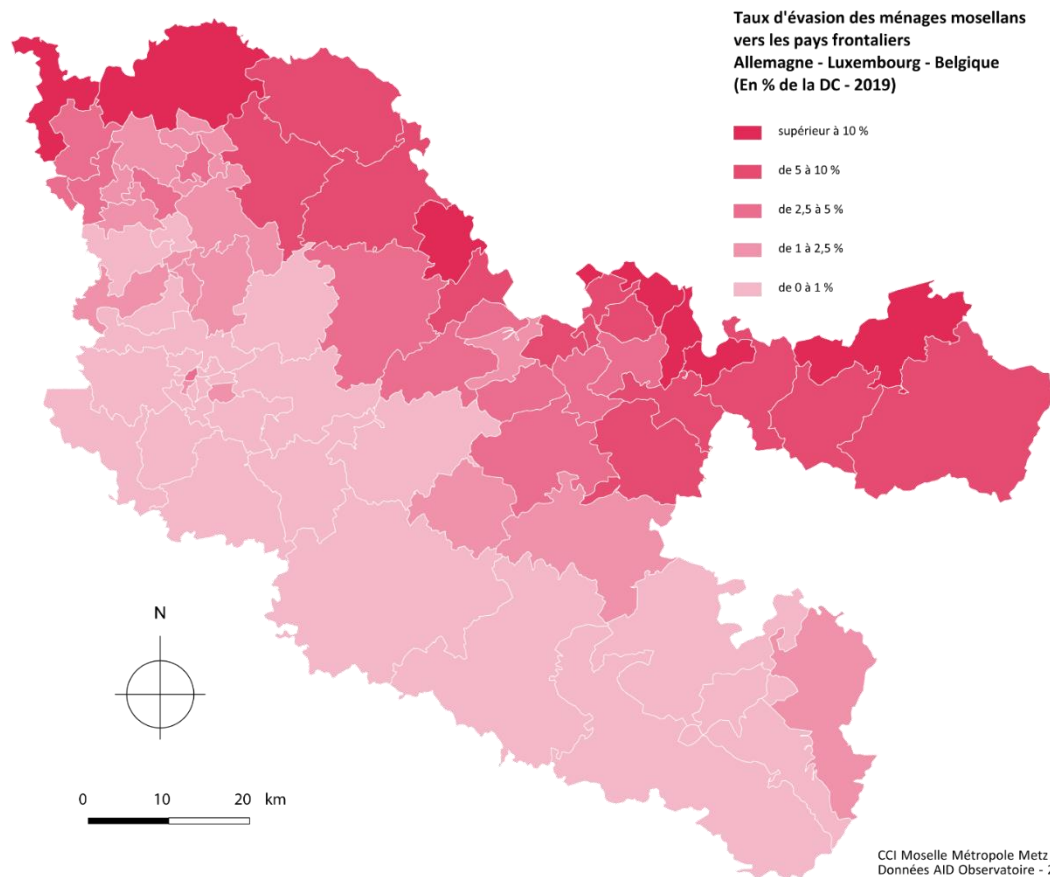 Taux d'évasion des ménages mosellans
vers les pays frontaliers
Allemagne - Luxembourg - Belgique
(En % de la DC - 2019)
supérieur à 10 %
de 5 à 10 %
de 2,5 à 5 %
de 1 à 2,5 %
de 0 à 1 %
N
0 10 20 km
CCI Moselle Métropole Metz
Données AID Observatoire -